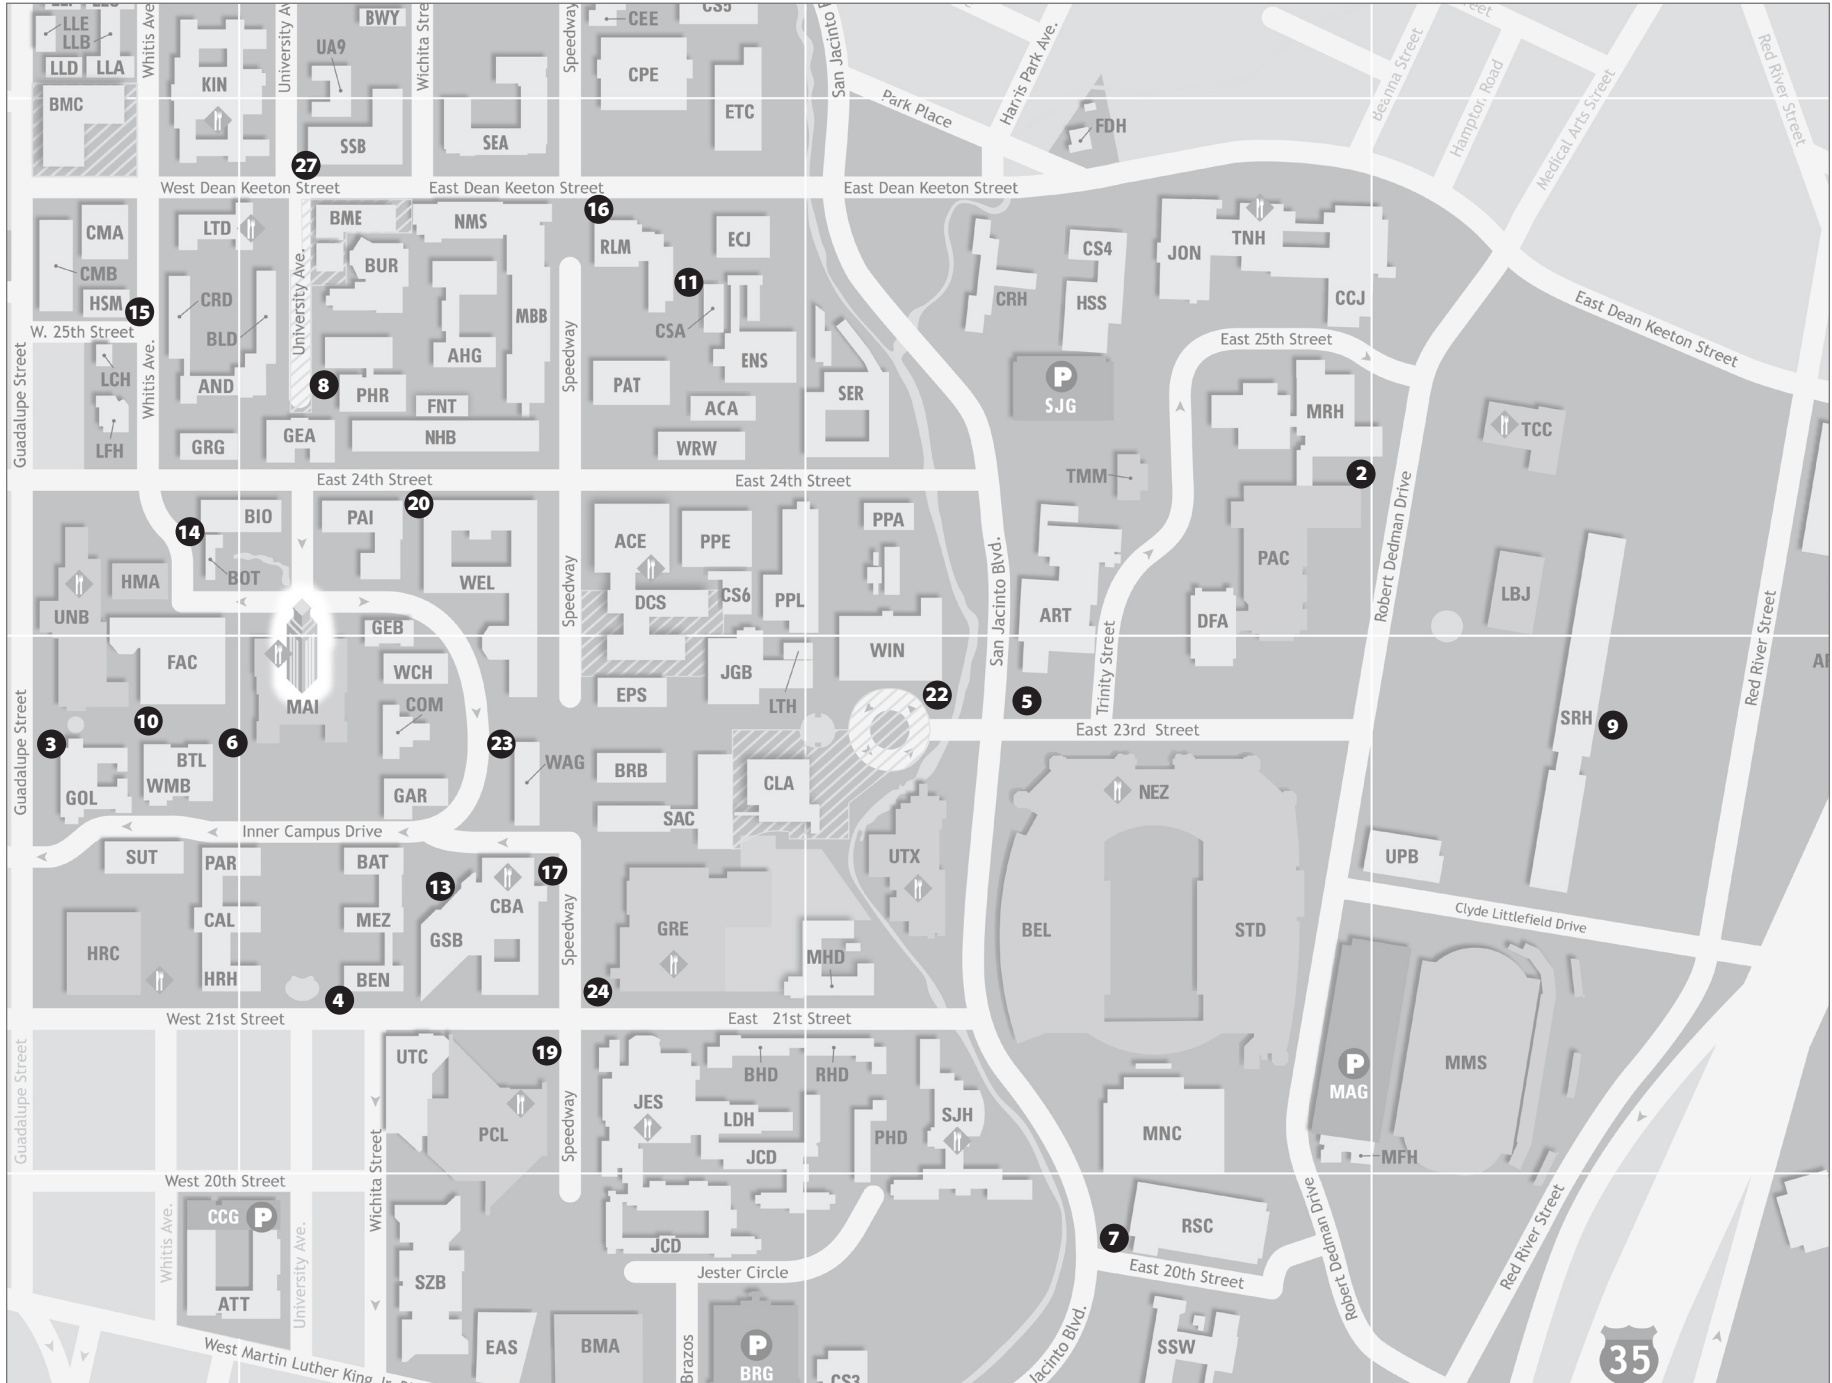 LLE
LLB
LLD
LLA
BMC
Whitis Ave.
KIN
UA9
BWY
SSB
SEA
Speedway
CEE
CPE
ETC
San Jacinto
Park Place
Harris Park Ave.
FDH
Beanna Street
Hampton Road
Medical Arts Street
Red River Street
27
West Dean Keeton Street
East Dean Keeton Street
East Dean Keeton Street
16
CMA
CMB
HSM
15
W. 25th Street
LTD
CRD
BLD
AND
University Ave.
BME
NMS
BUR
AHG
MBB
RLM
11
ECJ
CSA
ENS
CRH
CS4
HSS
JON
TNH
CCJ
East 25th Street
East Dean Keeton Street
Guadalupe Street
LCH
LFH
Whitis Ave.
GRG
GEA
8
PHR
FNT
NHB
Speedway
PAT
ACA
WRW
SER
P
SJG
MRH
TCC
TMM
2
East 24th Street
East 24th Street
20
14
BIO
PAI
BOT
HMA
UNB
WEL
ACE
PPE
DCS
CS6
PPL
PPA
Speedway
San Jacinto Blvd.
ART
Trinity Street
PAC
DFA
Robert Dedman Drive
LBJ
FAC
MAI
GEB
WCH
COM
EPS
JGB
LTH
WIN
22
5
East 23rd Street
SRH
9
Red River Street
Guadalupe Street
3
10
6
GOL
BTL
WMB
GAR
23
WAG
BRB
SAC
CLA
NEZ
Inner Campus Drive
SUT
PAR
BAT
13
17
CBA
UTX
UPB
CAL
MEZ
GSB
HRC
HRH
BEN
4
Speedway
GRE
MHD
BEL
STD
Clyde Littlefield Drive
24
West 21st Street
East 21st Street
Guadalupe Street
UTC
19
PCL
Wichita Street
Speedway
JES
BHD
RHD
LDH
JCD
PHD
SJH
MNC
P
MAG
MMS
MFH
West 20th Street
CCG
P
ATT
Whitis Ave.
University Ave.
SZB
JCD
Jester Circle
7
RSC
East 20th Street
Robert Dedman Drive
Red River Street
West Martin Luther King, Jr.
EAS
BMA
Brazos
P
BRG
CS3
Jacinto Blvd.
SSW
35